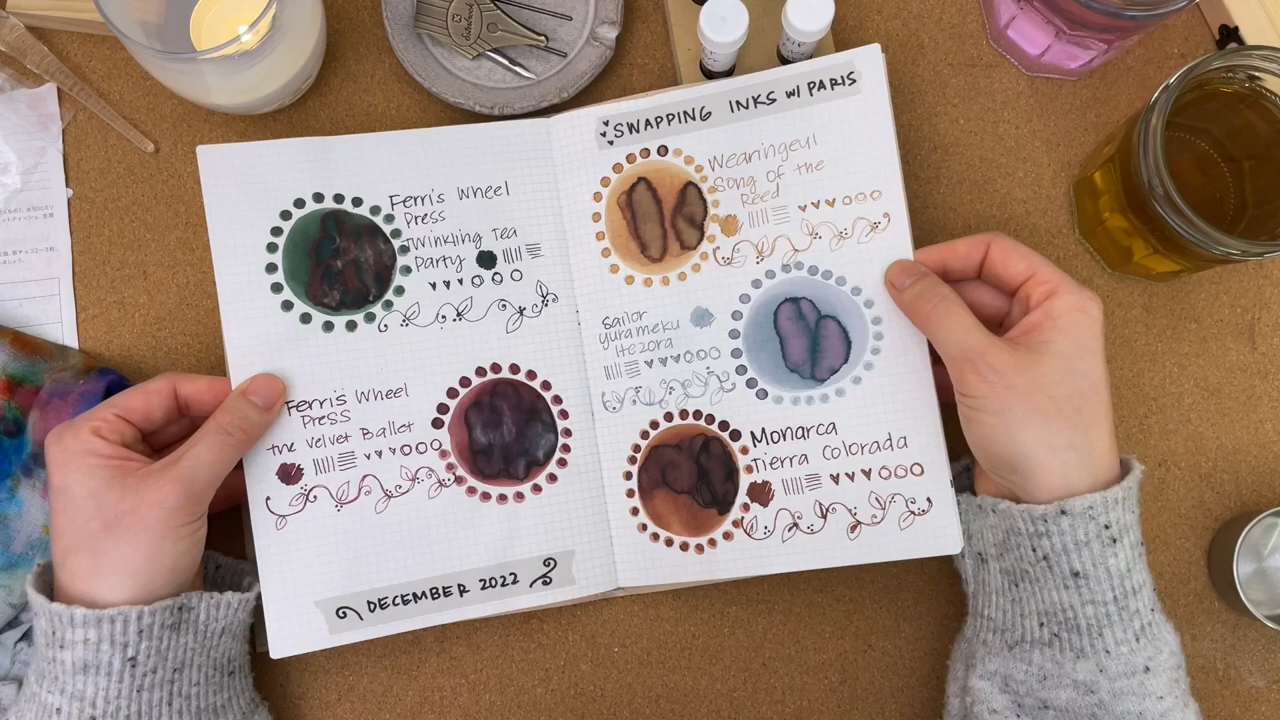 Ferris Wheel
Press
Twinkling Tea
Party
Ferris Wheel
PRESS
the Velvet Ballet
DECEMBER 2022
SWAPPING INKS W/ PARIS
Wearingeul
Song of the
Reed
Sailor
yurameku
Itezora
Monarca
Tierra Colorada